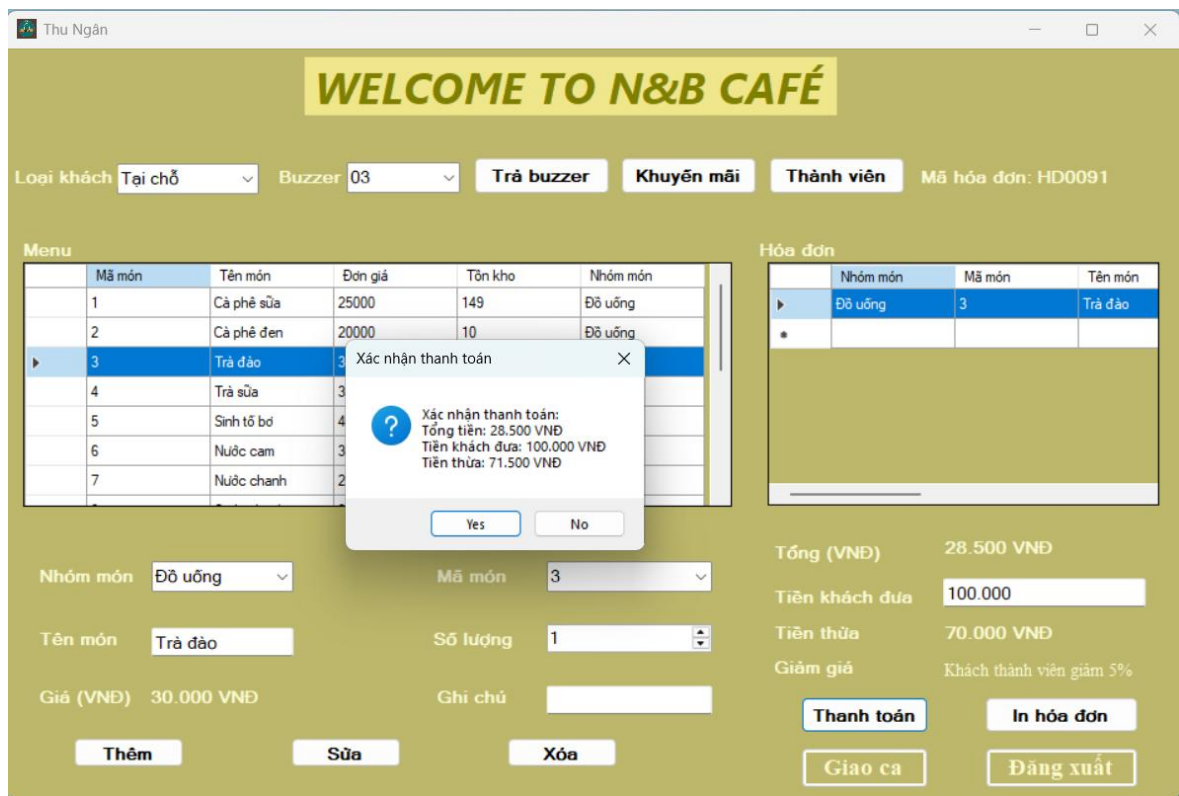 Thu Ngân
WELCOME TO N&B CAFÉ
Loại khách Tại chỗ Buzzer 03 Trả buzzer Khuyến mãi Thành viên Mã hóa đơn: HD0091
Menu
Mã món Tên món Đơn giá Tồn kho Nhóm món
1 Cà phê sữa 25000 149 Đồ uống
2 Cà phê đen 20000 10 Đồ uống
3 Trà đào 3
4 Trà sữa 3
5 Sinh tố bơ 4
6 Nước cam 3
7 Nước chanh 2
Hóa đơn
Nhóm món Mã món Tên món
Đồ uống 3 Trà đào
Xác nhận thanh toán
Xác nhận thanh toán:
Tổng tiền: 28.500 VNĐ
Tiền khách đưa: 100.000 VNĐ
Tiền thừa: 71.500 VNĐ
Yes No
Nhóm món Đồ uống Mã món 3
Tên món Trà đào Số lượng 1
Giá (VNĐ) 30.000 VNĐ Ghi chú
Thêm Sửa Xóa
Tổng (VNĐ) 28.500 VNĐ
Tiền khách đưa 100.000
Tiền thừa 70.000 VNĐ
Giảm giá Khách thành viên giảm 5%
Thanh toán In hóa đơn
Giao ca Đăng xuất